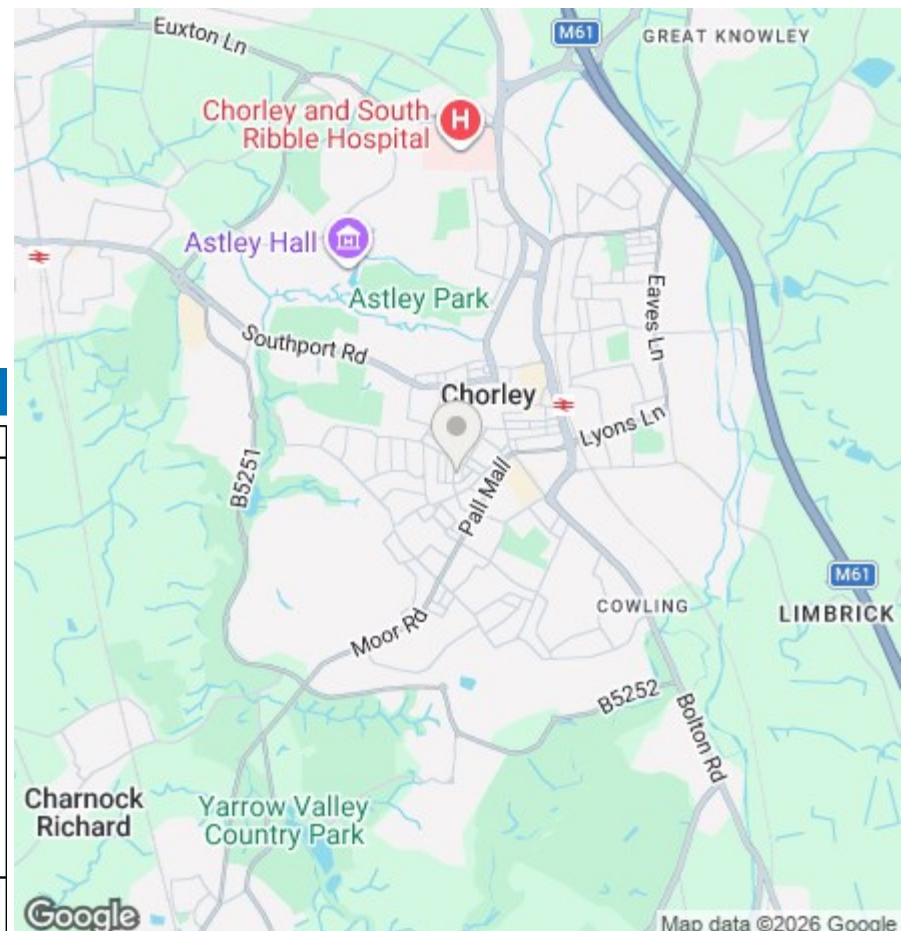 Euxton Ln
M61
GREAT KNOWLEY
Chorley and South
Ribble Hospital
H
Astley Hall
Astley Park
Eaves Ln
Southport Rd
Chorley
Lyons Ln
B5251
Pall Mall
M61
COWLING
LIMBRICK
Moor Rd
B5252
Bolton Rd
Charnock
Richard
Yarrow Valley
Country Park
Google
Map data ©2026 Google